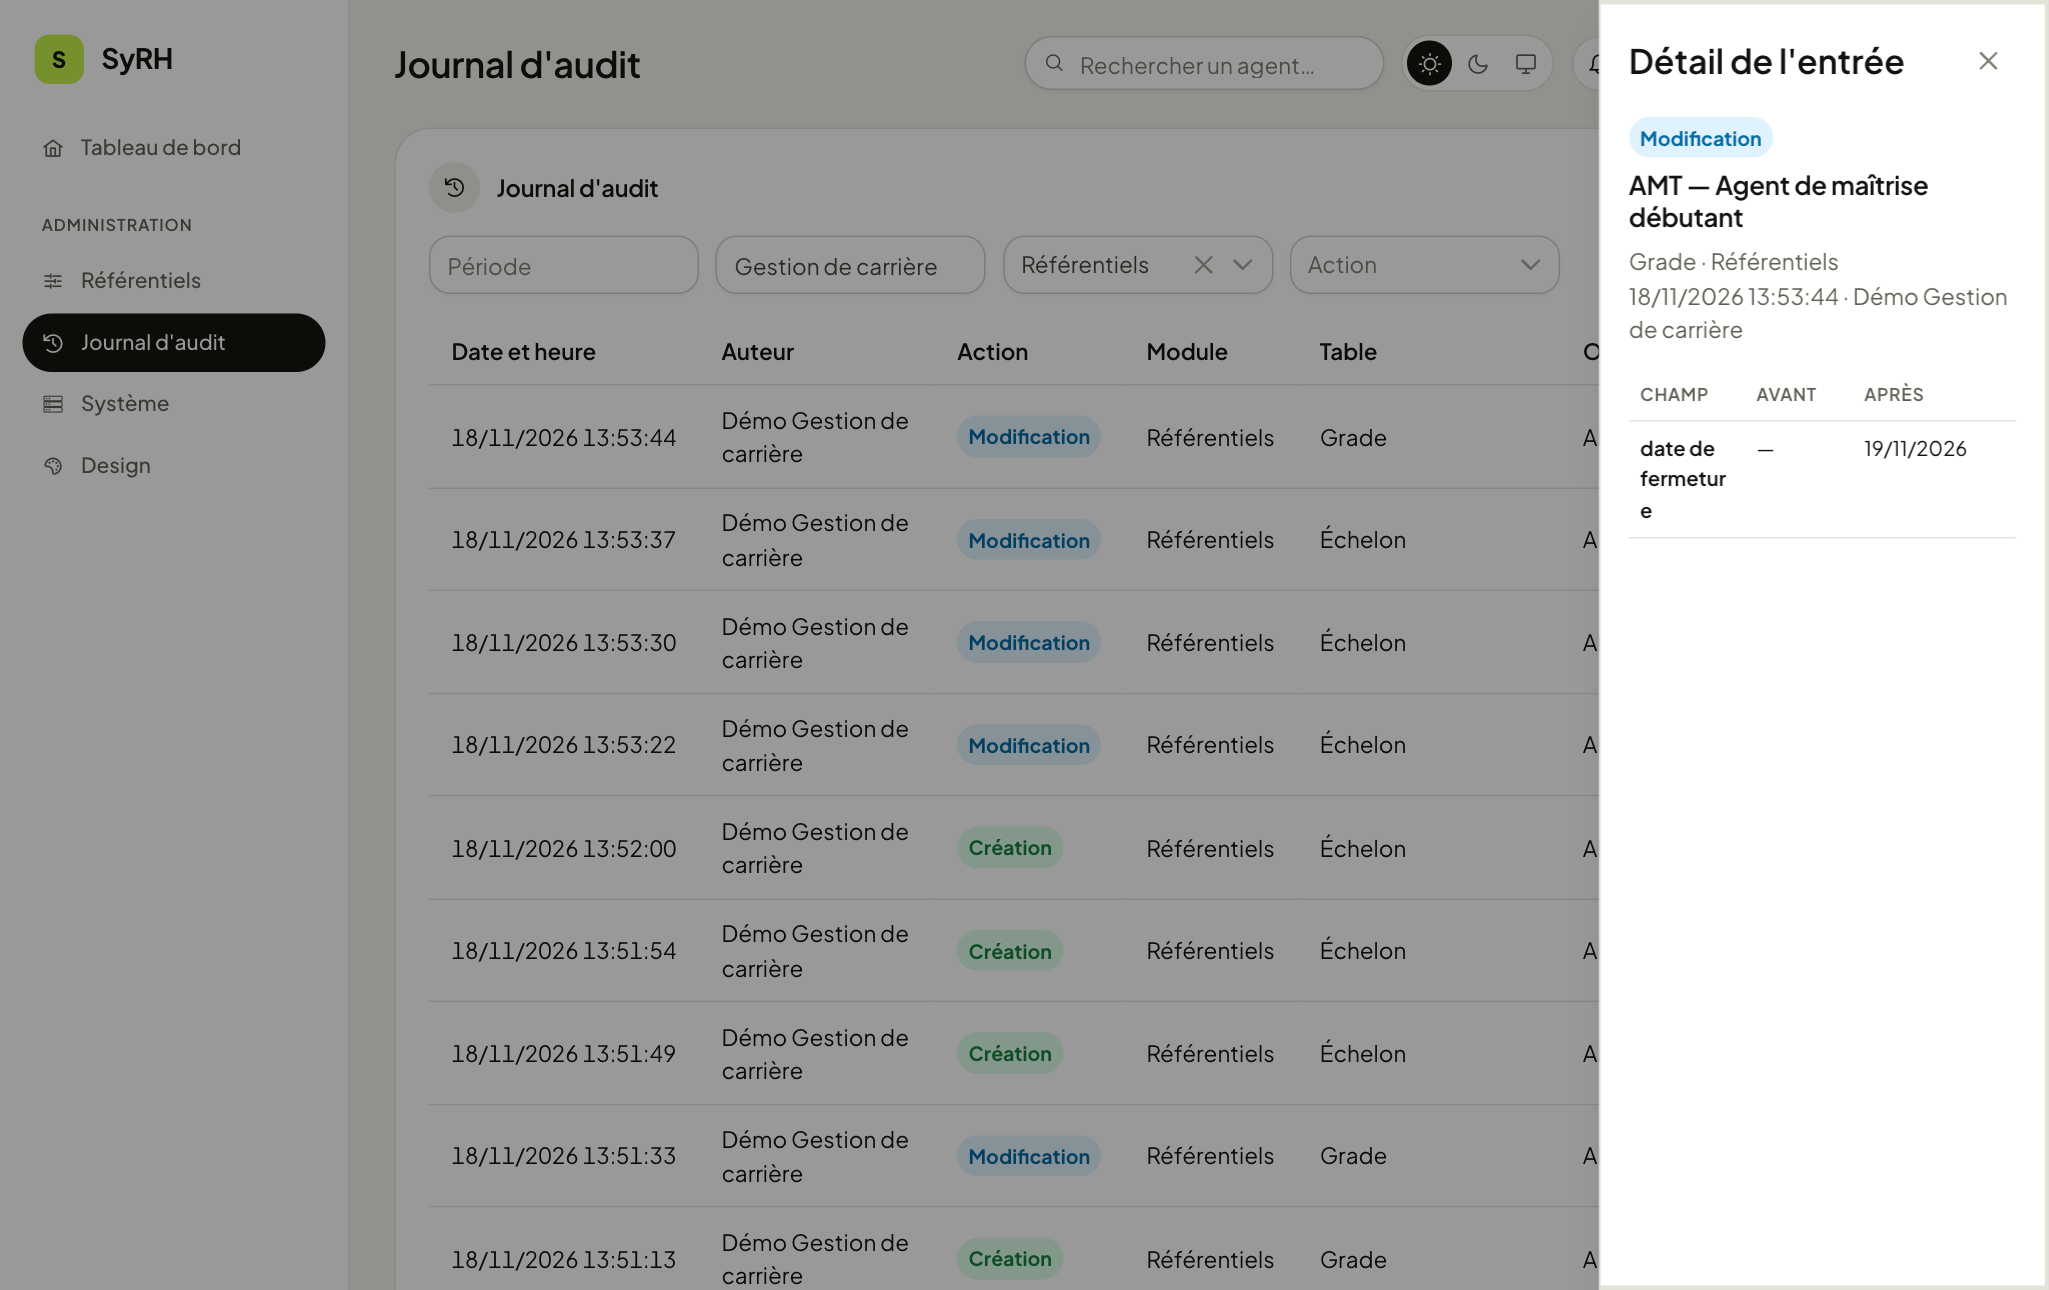 S SyRH
Tableau de bord
ADMINISTRATION
Référentiels
Journal d'audit
Système
Design
Journal d'audit
Rechercher un agent...
Journal d'audit
Période
Gestion de carrière
Référentiels
Action
Date et heure Auteur Action Module Table O
18/11/2026 13:53:44 Démo Gestion de Modification Référentiels Grade A
carrière
18/11/2026 13:53:37 Démo Gestion de Modification Référentiels Échelon A
carrière
18/11/2026 13:53:30 Démo Gestion de Modification Référentiels Échelon A
carrière
18/11/2026 13:53:22 Démo Gestion de Modification Référentiels Échelon A
carrière
18/11/2026 13:52:00 Démo Gestion de Création Référentiels Échelon A
carrière
18/11/2026 13:51:54 Démo Gestion de Création Référentiels Échelon A
carrière
18/11/2026 13:51:49 Démo Gestion de Création Référentiels Échelon A
carrière
18/11/2026 13:51:33 Démo Gestion de Modification Référentiels Grade A
carrière
18/11/2026 13:51:13 Démo Gestion de Création Référentiels Grade A
carrière
Détail de l'entrée
Modification
AMT — Agent de maîtrise
débutant
Grade · Référentiels
18/11/2026 13:53:44 · Démo Gestion
de carrière
CHAMP AVANT APRÈS
date de — 19/11/2026
fermetur
e